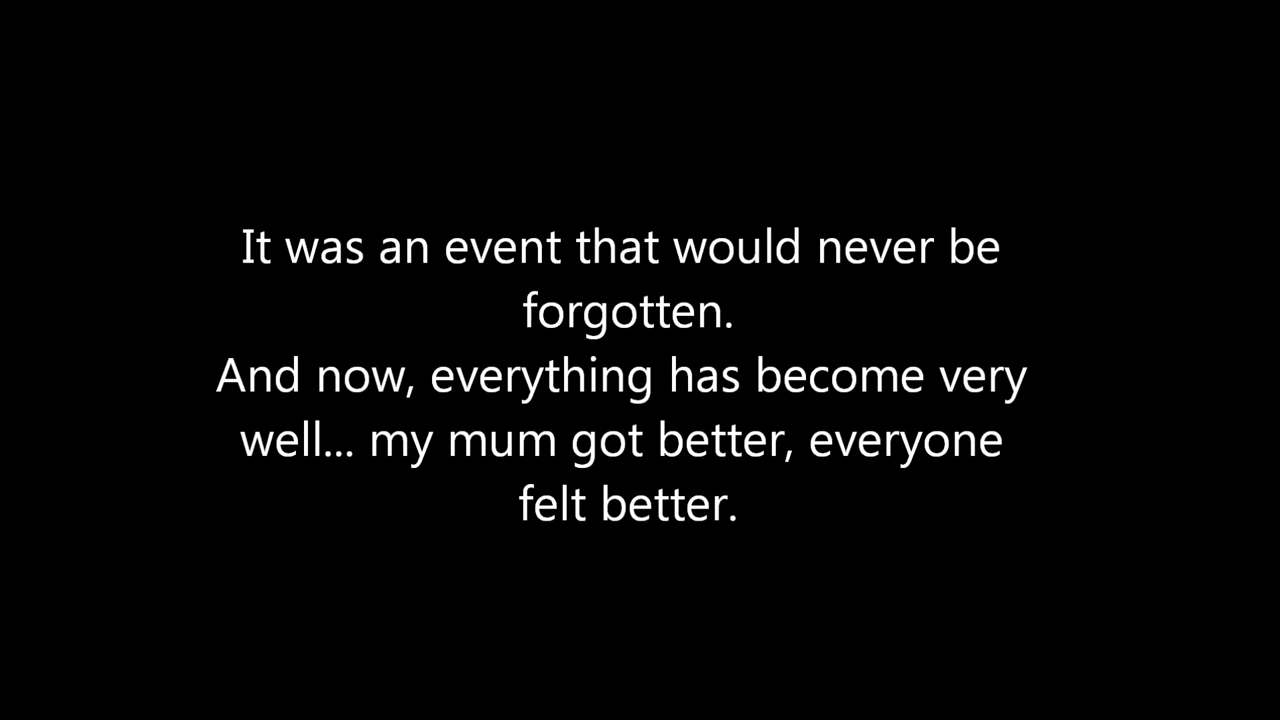 It was an event that would never be
forgotten.
And now, everything has become very
well... my mum got better, everyone
felt better.